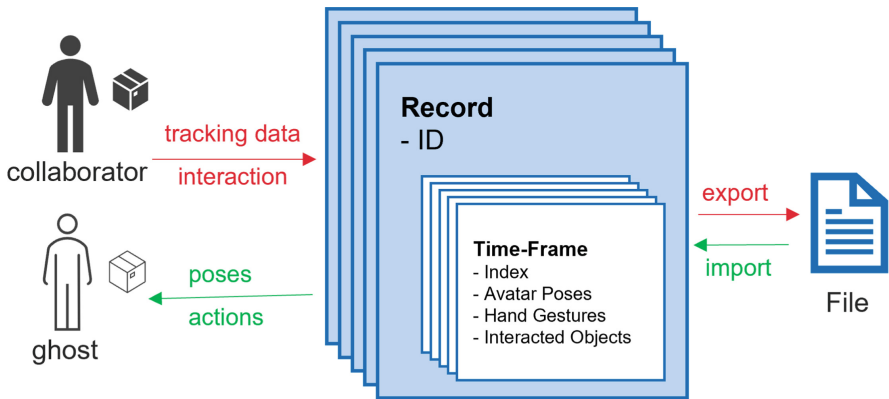 collaborator
tracking data
interaction
ghost
poses
actions
Record
- ID
Time-Frame
- Index
- Avatar Poses
- Hand Gestures
- Interacted Objects
export
import
File